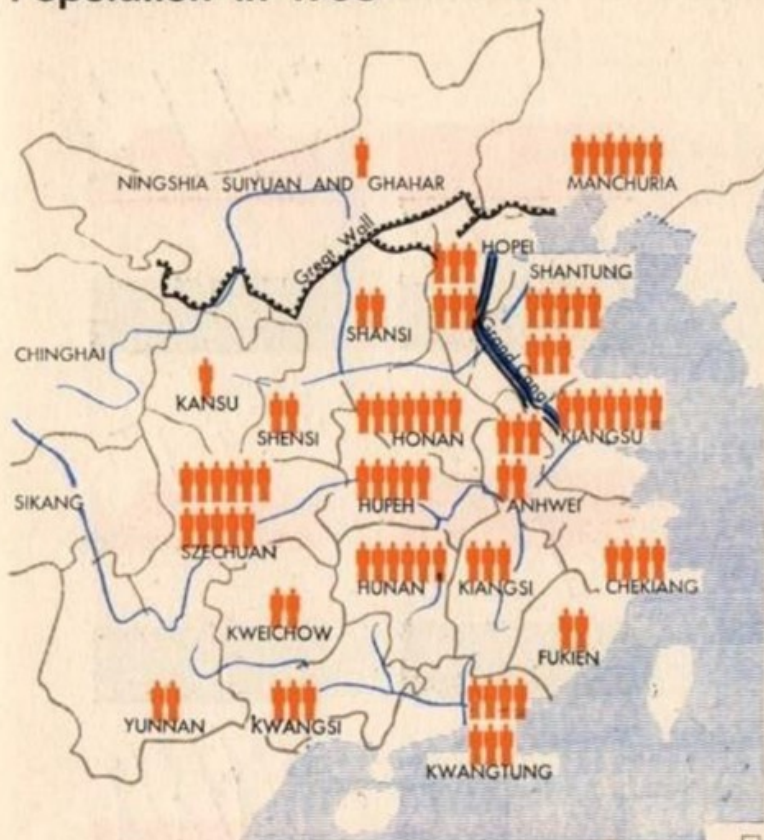 NINGSHIA SUIYUAN AND GHAHAR
MANCHURIA
Great Wall
HOPEI
SHANTUNG
SHANSI
CHINGHAI
Grand Canal
KANSU
SHENSI
HONAN
KIANGSU
SIKANG
HUPEH
ANHWEI
SZECHUAN
HUNAN
KIANGSI
CHEKIANG
KWEICHOW
FUKIEN
YUNNAN
KWANGSI
KWANGTUNG